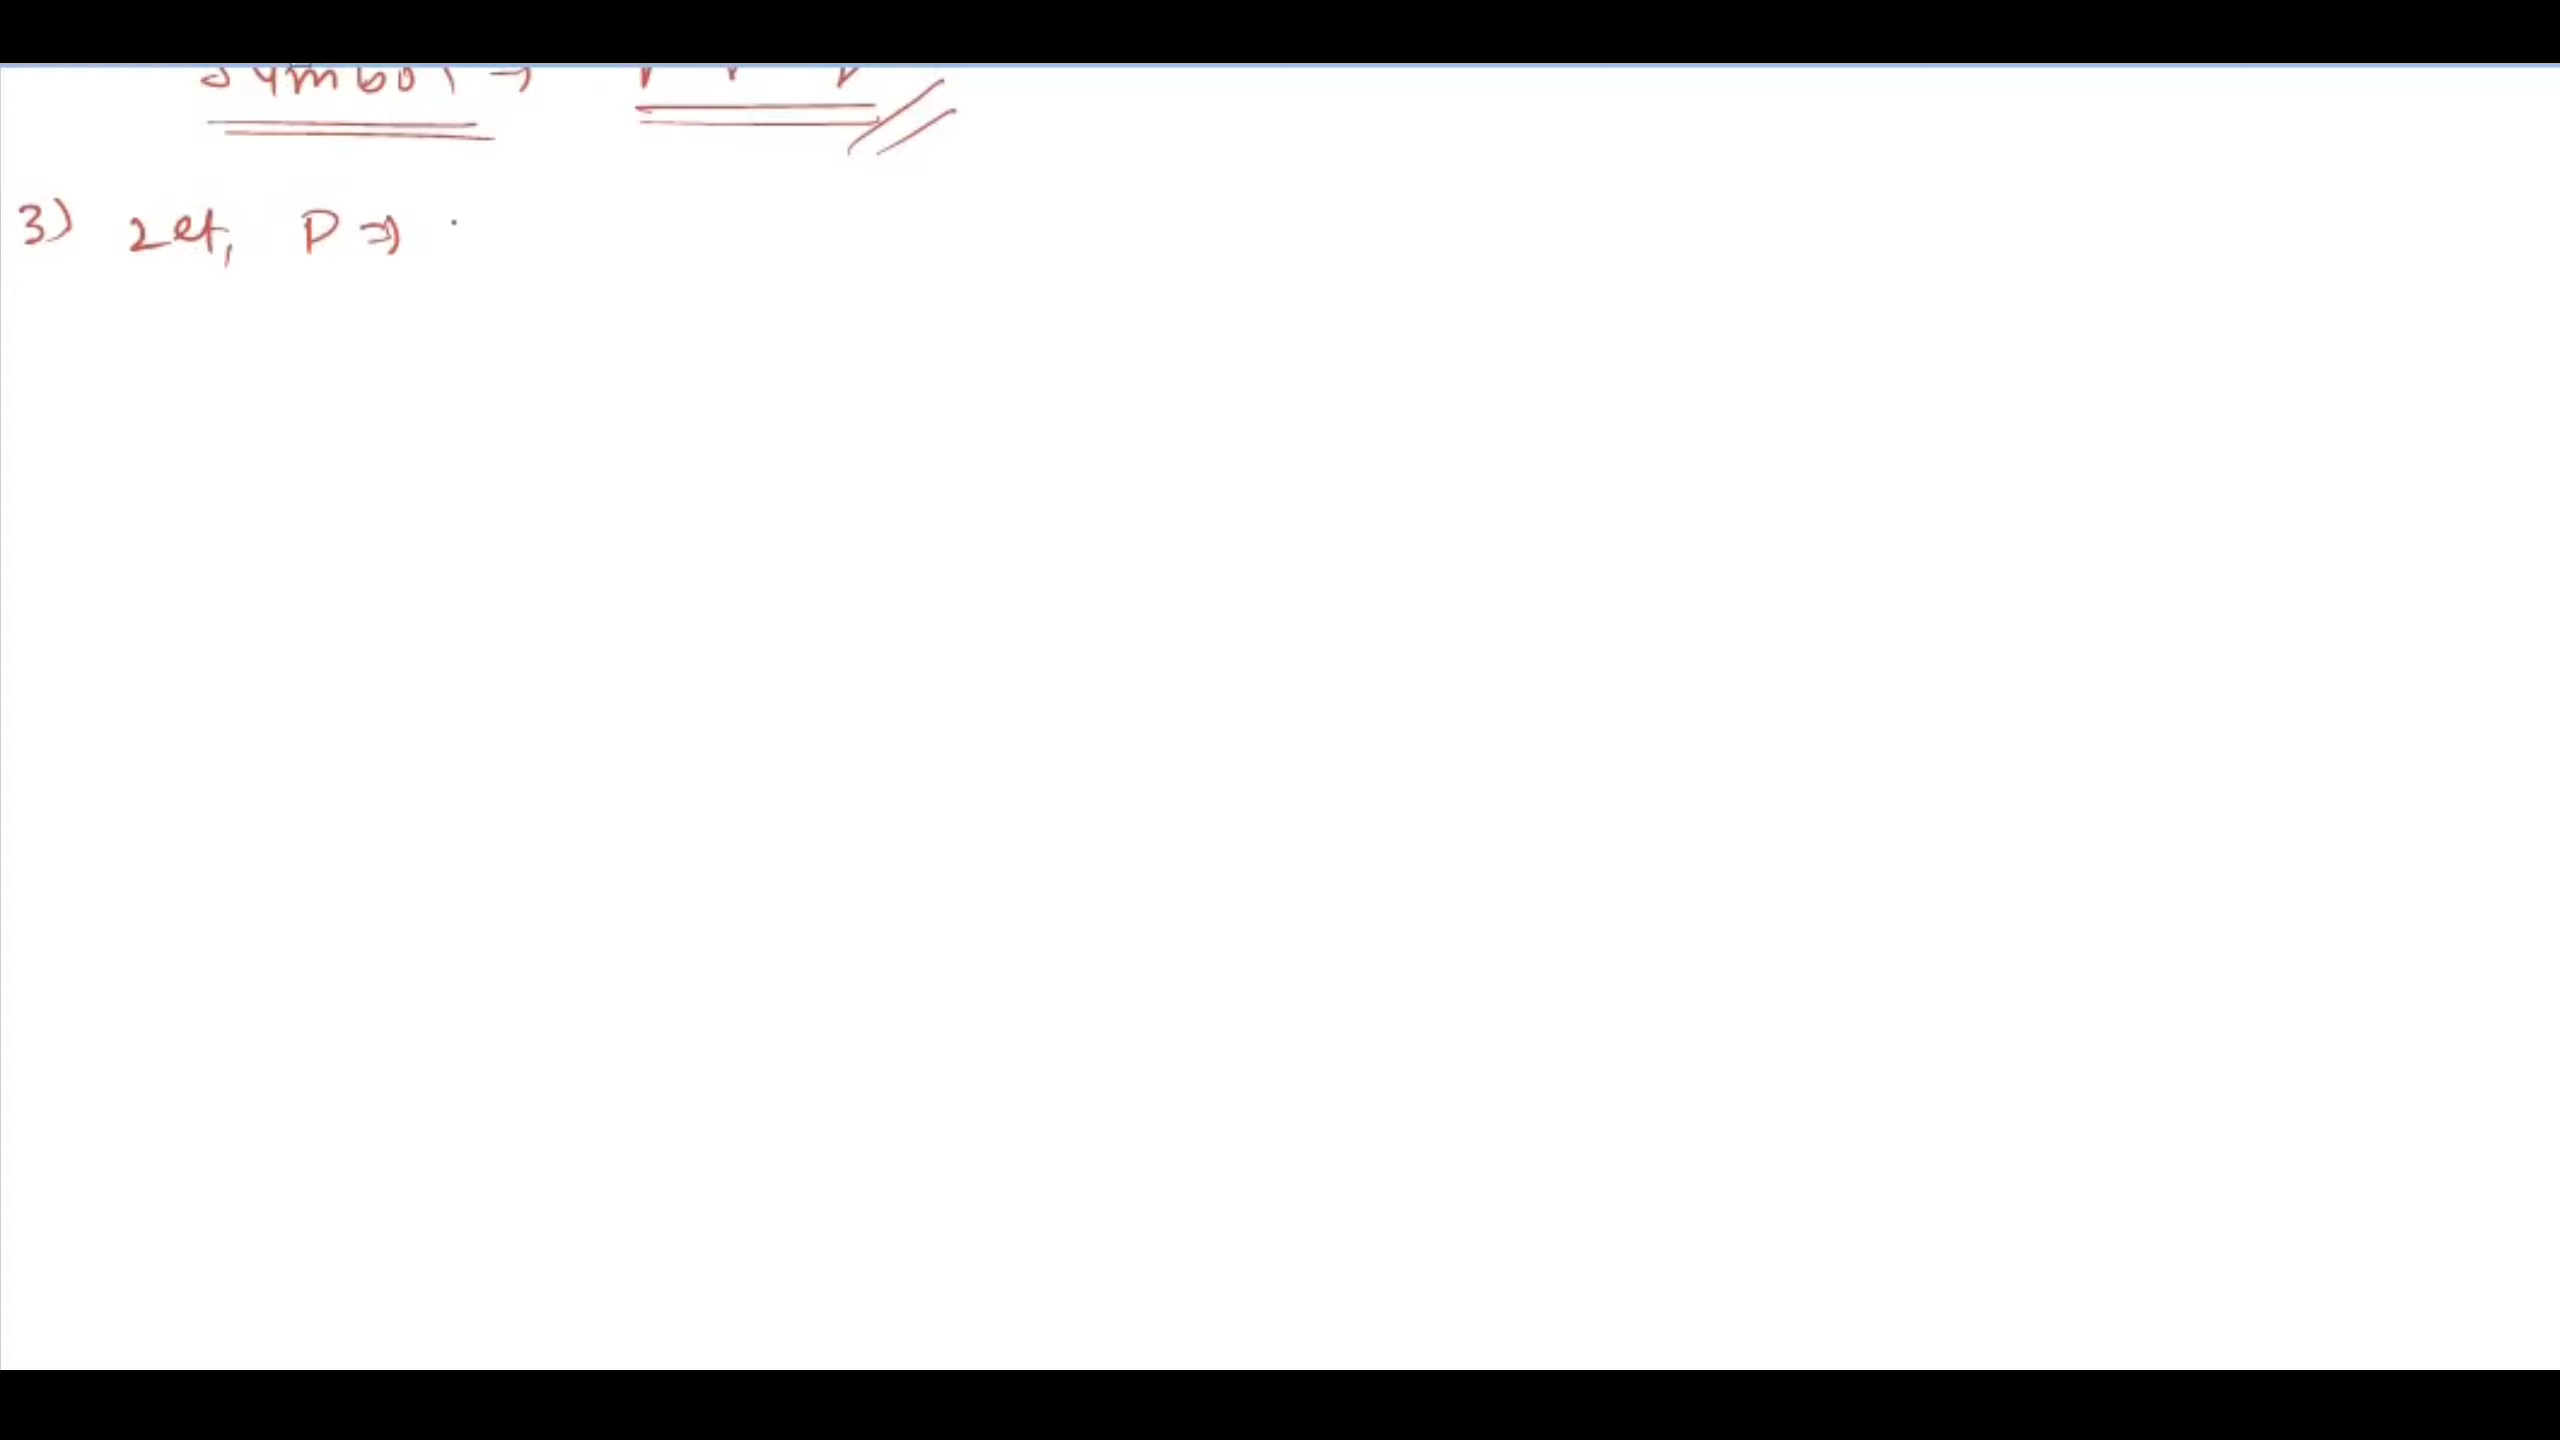 Symbol →
3) Let, P ⇒